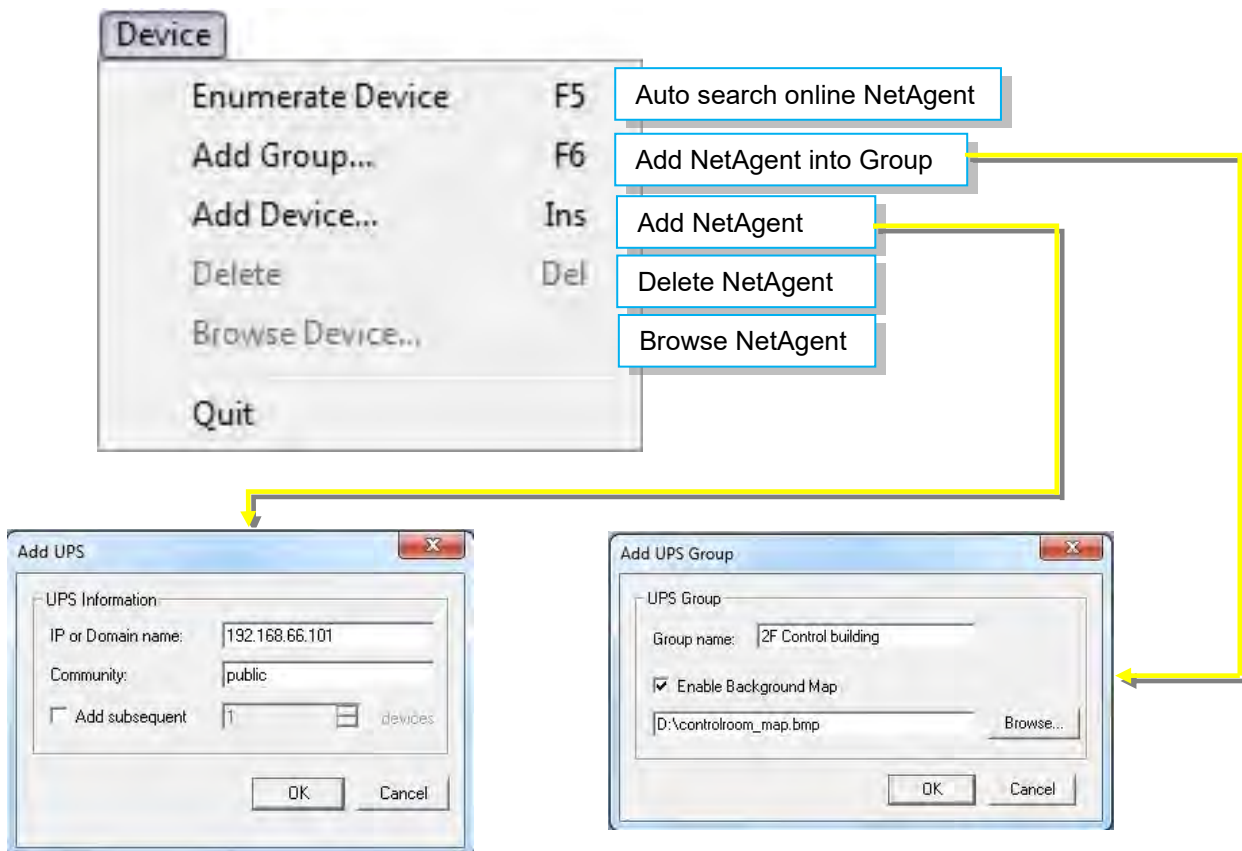 Device
Enumerate Device F5 Auto search online NetAgent
Add Group... F6 Add NetAgent into Group
Add Device... Ins Add NetAgent
Delete Del Delete NetAgent
Browse Device... Browse NetAgent
Quit
Add UPS
UPS Information
IP or Domain name: 192.168.66.101
Community: public
Add subsequent 1 devices
OK Cancel
Add UPS Group
UPS Group
Group name: 2F Control building
Enable Background Map
D:\controlroom_map.bmp Browse...
OK Cancel